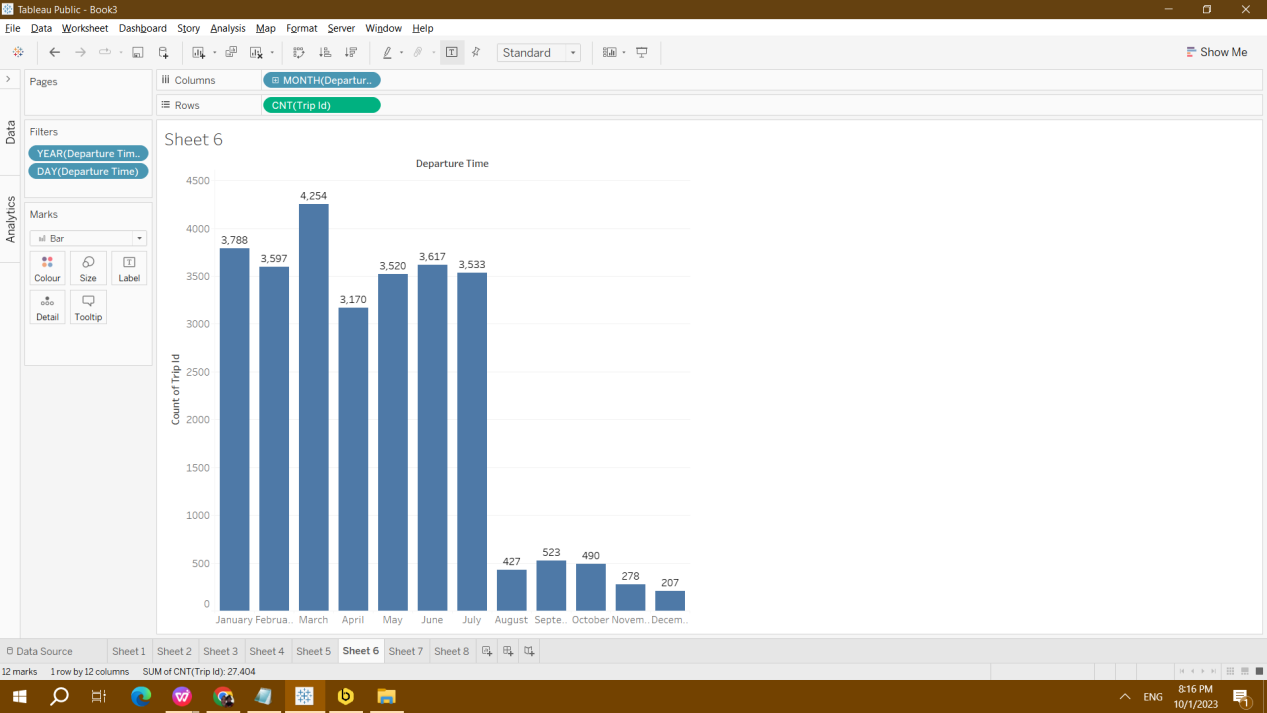 Tableau Public - Book3
File Data Worksheet Dashboard Story Analysis Map Format Server Window Help
Standard
Show Me
Pages
Columns
MONTH(Departur..
Rows
CNT(Trip Id)
Data
Analytics
Filters
YEAR(Departure Tim..
DAY(Departure Time)
Marks
Bar
Colour Size Label
Detail Tooltip
Sheet 6
Departure Time
Count of Trip Id
4500
4000
3500
3000
2500
2000
1500
1000
500
0
3,788 3,597 4,254 3,170 3,520 3,617 3,533 427 523 490 278 207
January Februa.. March April May June July August Septe.. October Novem.. Decem..
Data Source Sheet 1 Sheet 2 Sheet 3 Sheet 4 Sheet 5 Sheet 6 Sheet 7 Sheet 8
12 marks 1 row by 12 columns SUM of CNT(Trip Id): 27,404
ENG
8:16 PM
10/1/2023
1